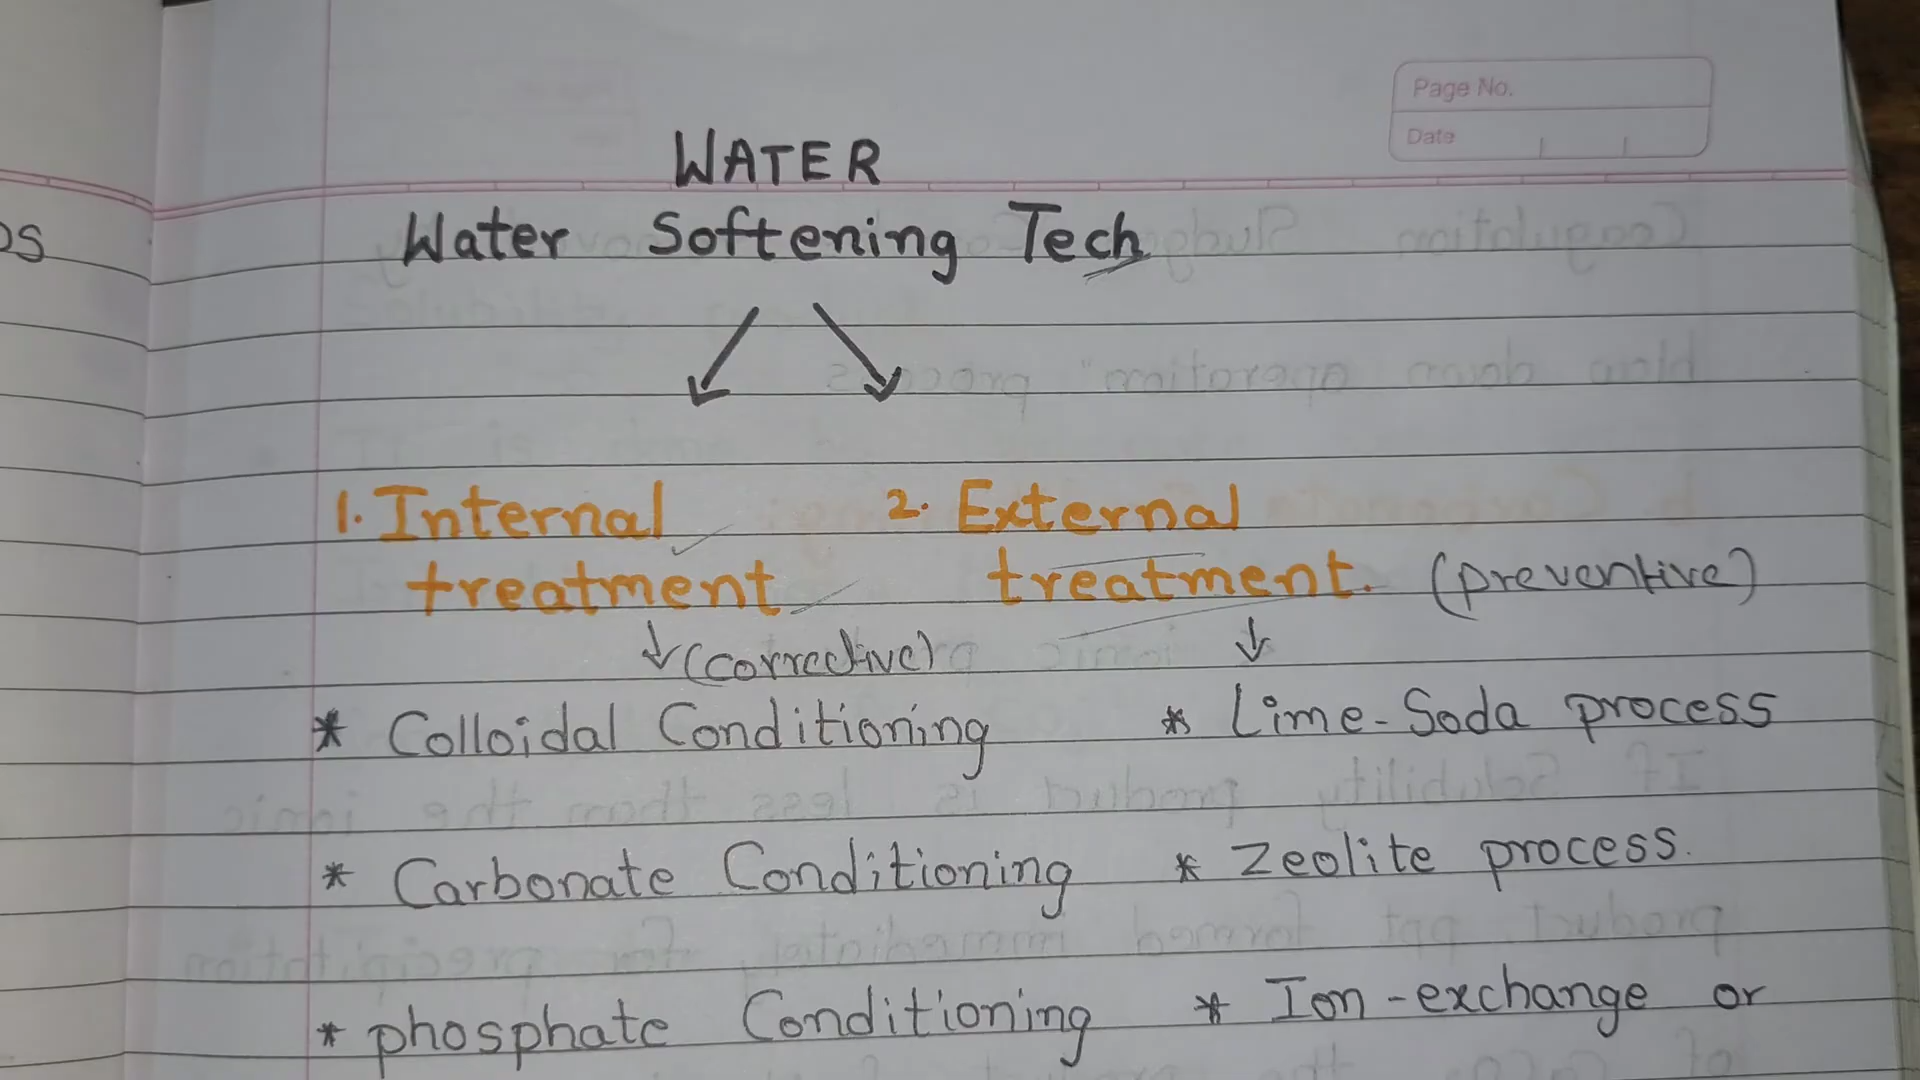 Page No.
Date
WATER
Water Softening Tech
1. Internal treatment
2. External treatment. (preventive)
↓ (corrective)
↓
* Colloidal Conditioning
* Lime-Soda process
* Carbonate Conditioning
* Zeolite process.
* phosphate Conditioning
* Ion-exchange or